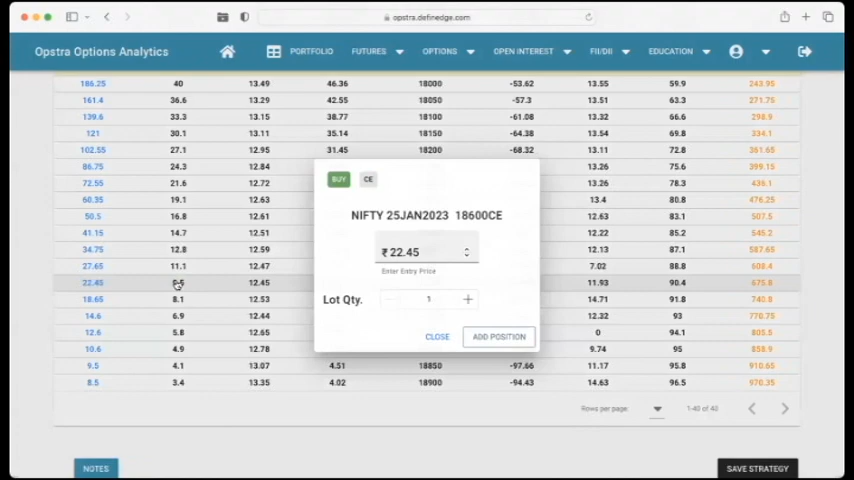 opstra.definedge.com
Opstra Options Analytics PORTFOLIO FUTURES OPTIONS OPEN INTEREST FII/DII EDUCATION
186.25 40 13.49 46.36 18000 -53.62 13.55 59.9 243.95
161.4 36.6 13.29 42.55 18050 -57.3 13.51 63.3 271.75
139.6 33.3 13.15 38.77 18100 -61.08 13.32 66.6 298.9
121 30.1 13.11 35.14 18150 -64.38 13.54 69.8 334.1
102.55 27.1 12.95 31.45 18200 -68.32 13.11 72.8 361.65
86.75 24.3 12.84 13.26 75.6 399.15
72.55 21.6 12.72 13.26 78.3 436.1
60.35 19.1 12.63 13.4 80.8 476.25
50.5 16.8 12.61 12.63 83.1 507.5
41.15 14.7 12.51 12.22 85.2 545.2
34.75 12.8 12.59 12.13 87.1 587.65
27.65 11.1 12.47 7.02 88.8 608.4
22.45 12.45 11.93 90.4 675.8
18.65 8.1 12.53 14.71 91.8 740.8
14.6 6.9 12.44 12.32 93 770.75
12.6 5.8 12.65 0 94.1 805.5
10.6 4.9 12.78 9.74 95 858.9
9.5 4.1 13.07 4.51 18850 -97.66 11.17 95.8 910.65
8.5 3.4 13.35 4.02 18900 -94.43 14.63 96.5 970.35
BUY CE
NIFTY 25JAN2023 18600CE
₹ 22.45
Enter Entry Price
Lot Qty. 1 +
CLOSE ADD POSITION
Rows per page: 1-40 of 40
NOTES SAVE STRATEGY